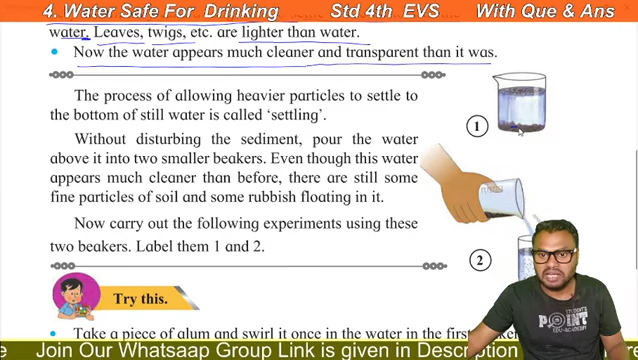 4. Water Safe For Drinking Std 4th EVS With Que & Ans
water. Leaves, twigs, etc. are lighter than water.
• Now the water appears much cleaner and transparent than it was.
The process of allowing heavier particles to settle to
the bottom of still water is called ‘settling’.
1
Without disturbing the sediment, pour the water
above it into two smaller beakers. Even though this water
appears much cleaner than before, there are still some
fine particles of soil and some rubbish floating in it.
Now carry out the following experiments using these
two beakers. Label them 1 and 2.
2
Try this.
• Take a piece of alum and swirl it once in the water in the first
Join Our Whatsaap Group Link is given in Description
POINT